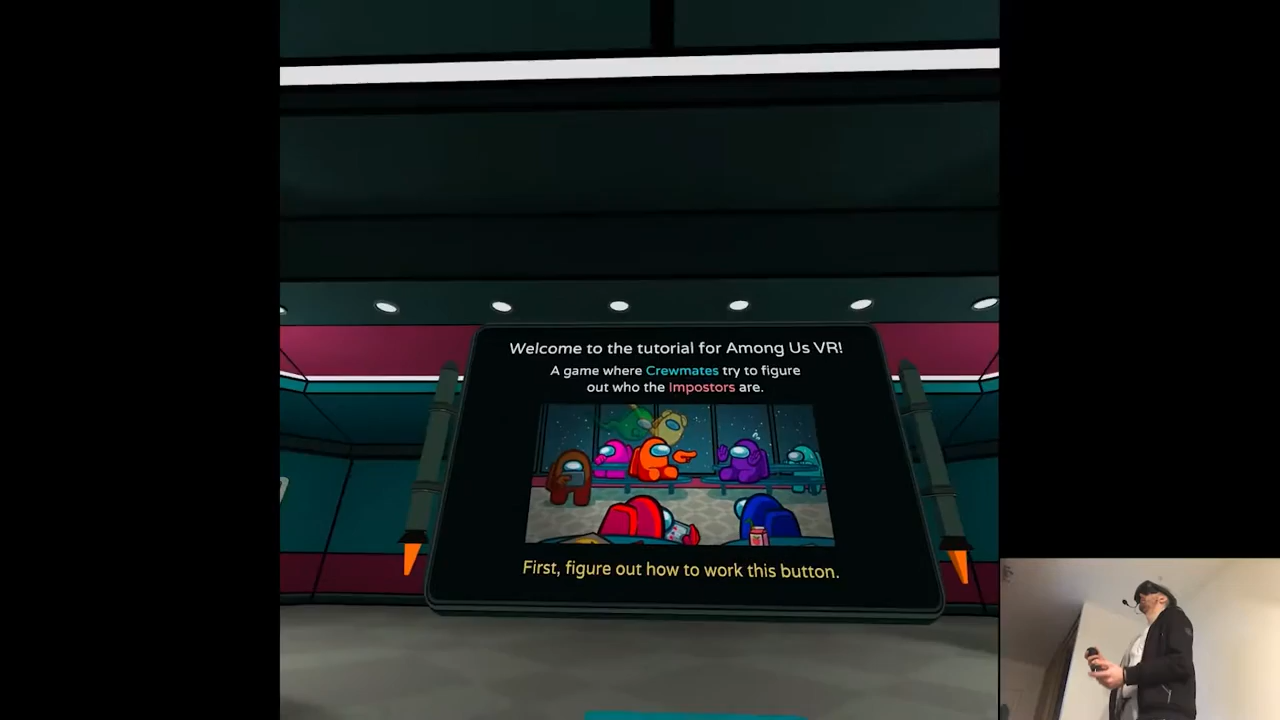 Welcome to the tutorial for Among Us VR!
A game where Crewmates try to figure
out who the Impostors are.
First, figure out how to work this button.